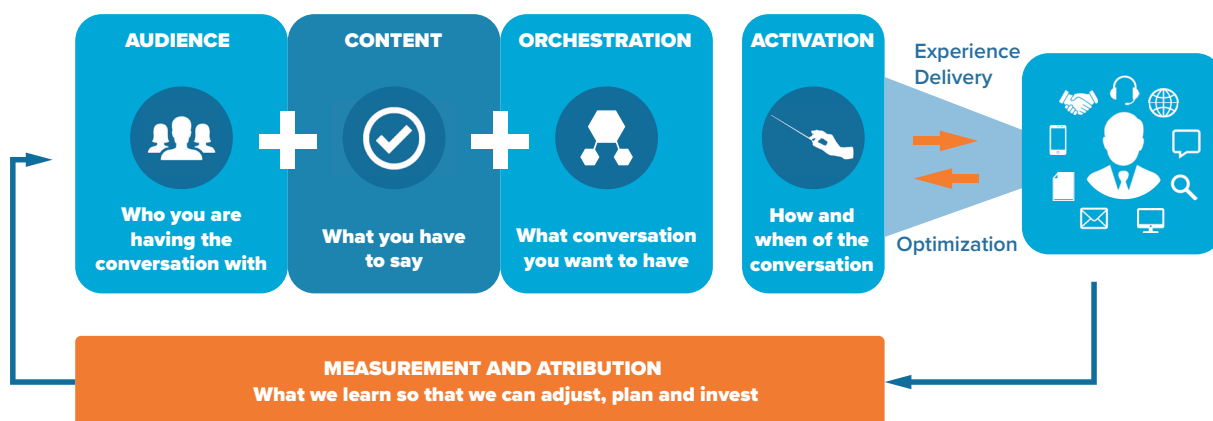 AUDIENCE
Who you are
having the
conversation with
CONTENT
What you have
to say
ORCHESTRATION
What conversation
you want to have
ACTIVATION
How and
when of the
conversation
Experience
Delivery
Optimization
MEASUREMENT AND ATRIBUTION
What we learn so that we can adjust, plan and invest